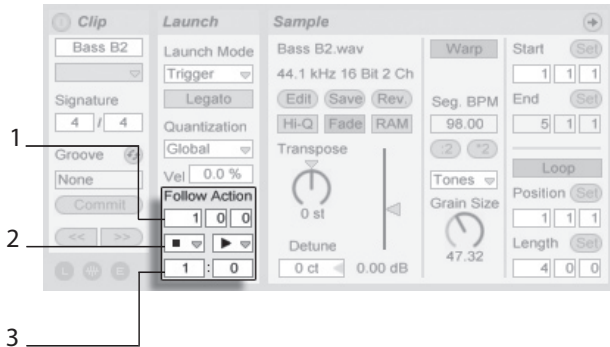 Clip
Bass B2
Signature
4 / 4
Groove
None
Commit
<< >>
L E
Launch
Launch Mode
Trigger
Legato
Quantization
Global
Vel 0.0 %
Follow Action
1 0 0
1 : 0
Sample
Bass B2.wav
44.1 kHz 16 Bit 2 Ch
Edit Save Rev.
Hi-Q Fade RAM
Transpose
0 st
Detune
0 ct 0.00 dB
Warp
Seg. BPM
98.00
:2 *2
Tones
Grain Size
47.32
Start Set
1 1 1
End Set
5 1 1
Loop
Position Set
1 1 1
Length Set
4 0 0
1
2
3